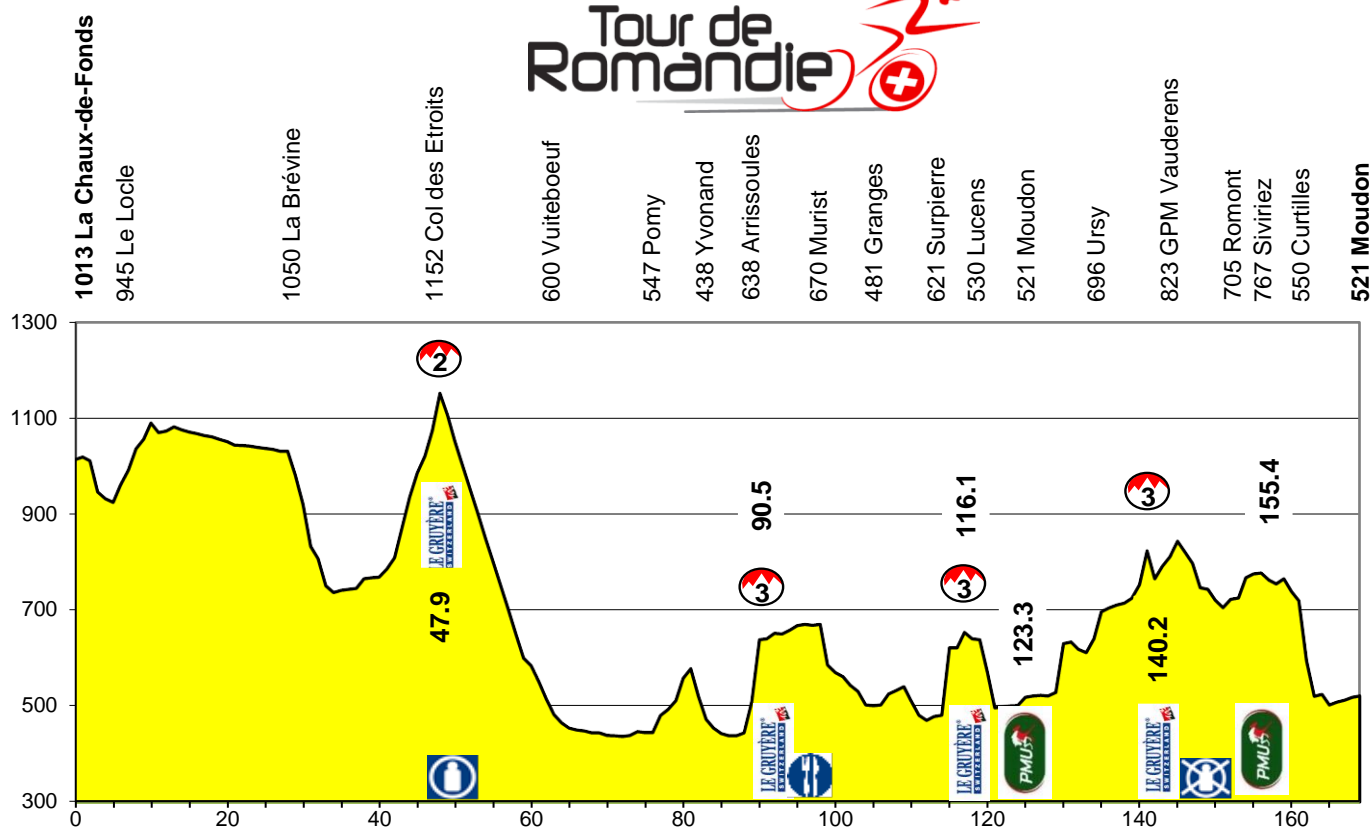 Tour de
Romandie
1013 La Chaux-de-Fonds
945 Le Locle
1050 La Brévine
1152 Col des Etroits
600 Vuiteboeuf
547 Pomy
438 Yvonand
638 Arrissoules
670 Murist
481 Granges
621 Surpierre
530 Lucens
521 Moudon
696 Ursy
823 GPM Vauderens
705 Romont
767 Siviriez
550 Curtilles
521 Moudon
1300
1100
900
700
500
300
2
LE GRUYÈRE®
SWITZERLAND
47.9
90.5
3
LE GRUYÈRE®
SWITZERLAND
116.1
3
LE GRUYÈRE®
SWITZERLAND
123.3
PMU
3
140.2
LE GRUYÈRE®
SWITZERLAND
155.4
PMU
0
20
40
60
80
100
120
140
160